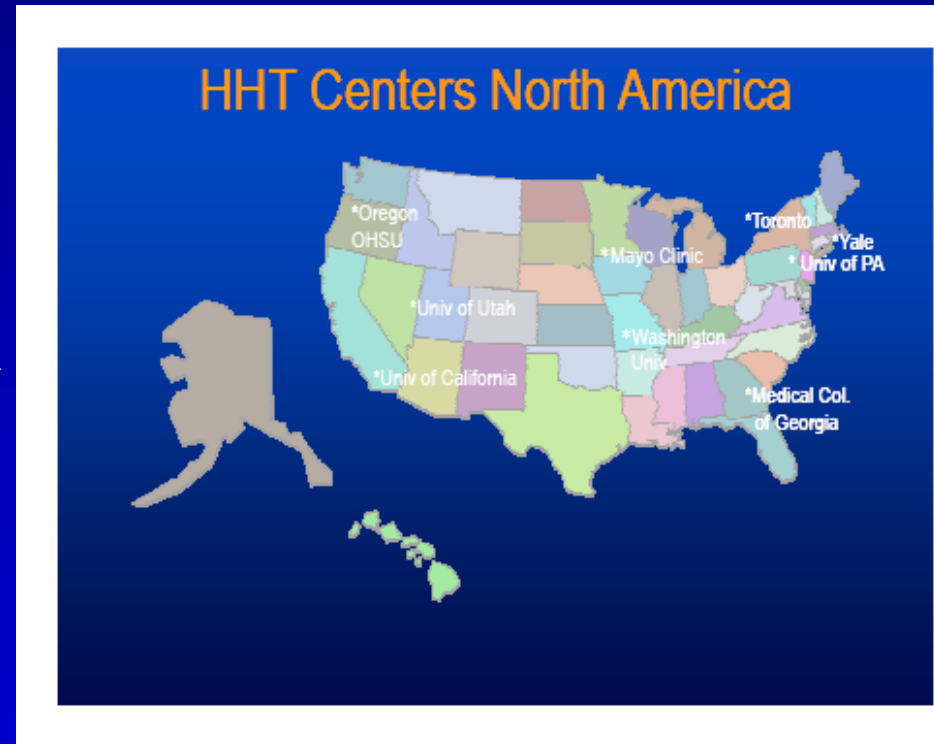 HHT Centers North America
*Oregon
OHSU
*Toronto
*Yale
*Mayo Clinic
* Univ of PA
*Univ of Utah
*Washington
Univ
*Univ of California
*Medical Col.
of Georgia